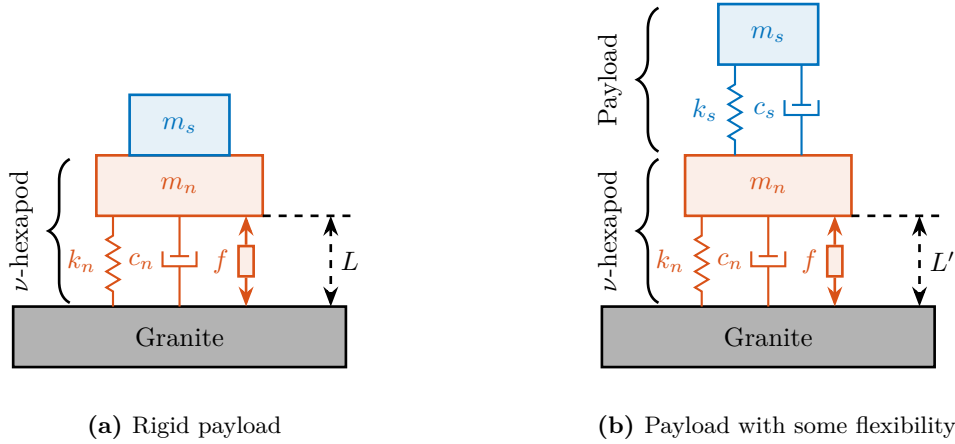 m_s
m_n
ν-hexapod
k_n
c_n
f
L
Granite
(a) Rigid payload
m_s
Payload
k_s
c_s
m_n
ν-hexapod
k_n
c_n
f
L′
Granite
(b) Payload with some flexibility